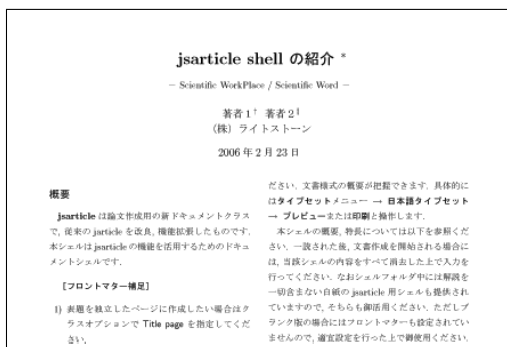 jsarticle shell の紹介 *
– Scientific WorkPlace / Scientific Word –
著者1† 著者2‡
(株) ライトストーン
2006年2月23日
概要
jsarticle は論文作成用の新ドキュメントクラス
で, 従来の jarticle を改良, 機能拡張したものです.
本シェルは jsarticle の機能を活用するためのドキュ
メントシェルです.
[フロントマター補足]
1) 表題を独立したページに作成したい場合はク
ラスオプションで Title page を指定してくだ
さい.
ださい. 文書様式の概要が把握できます. 具体的に
はタイプセットメニュー → 日本語タイプセット
→ プレビューまたは印刷と操作します.
本シェルの概要, 特長については以下を参照くだ
さい. 一読された後, 文書作成を開始される場合に
は, 当該シェルの内容をすべて消去した上で入力を
行ってください. なおシェルフォルダ中には解説を
一切含まない白紙の jsarticle 用シェルも提供され
ていますので, そちらも御活用ください. ただしブ
ランク版の場合にはフロントマターも設定されてい
ませんので, 適宜設定を行った上で御使用ください.